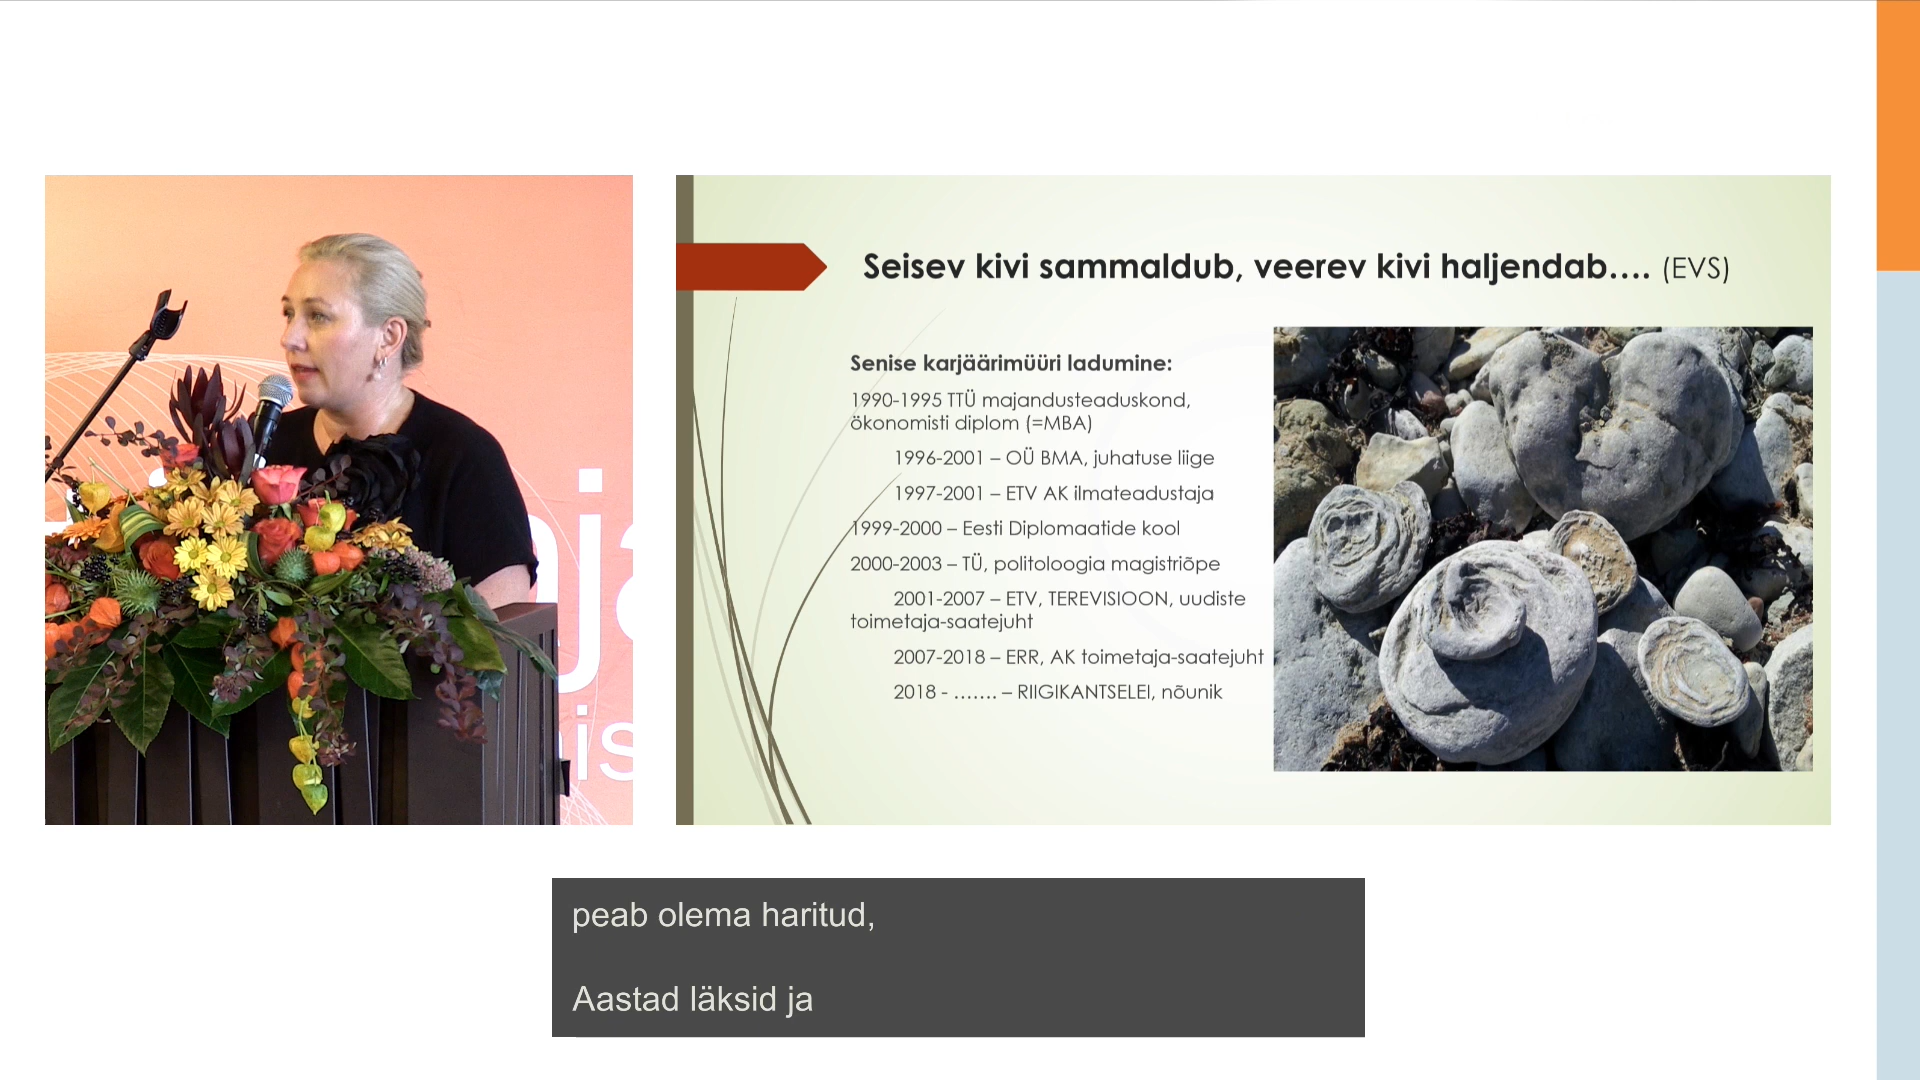 Seisev kivi sammaldub, veerev kivi haljendab…. (EVS)
Senise karjäärimüüri ladumine:
1990-1995 TTÜ majandusteaduskond,
ökonomisti diplom (=MBA)
1996-2001 – OÜ BMA, juhatuse liige
1997-2001 – ETV AK ilmateadustaja
1999-2000 – Eesti Diplomaatide kool
2000-2003 – TÜ, politoloogia magistriõpe
2001-2007 – ETV, TEREVISIOON, uudiste
toimetaja-saatejuht
2007-2018 – ERR, AK toimetaja-saatejuht
2018 - ……. – RIIGIKANTSELEI, nõunik
peab olema haritud,
Aastad läksid ja